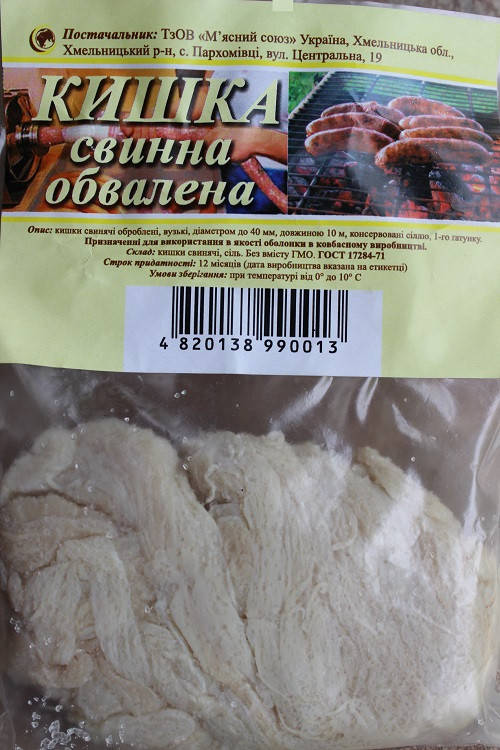 Постачальник: ТзОВ «М'ясний союз» Україна, Хмельницька обл.,
Хмельницький р-н, с. Пархомівці, вул. Центральна, 19
КИШКА
свинна
обвалена
Опис: кишки свинячі оброблені, вузькі, діаметром до 40 мм, довжиною 10 м, консервовані сіллю, 1-го гатунку.
Призначенні для використання в якості оболонки в ковбасному виробництві.
Склад: кишки свинячі, сіль. Без вмісту ГМО. ГОСТ 17284-71
Строк придатності: 12 місяців (дата виробництва вказана на етикетці)
Умови зберігання: при температурі від 0° до 10° С
4 820138 990013